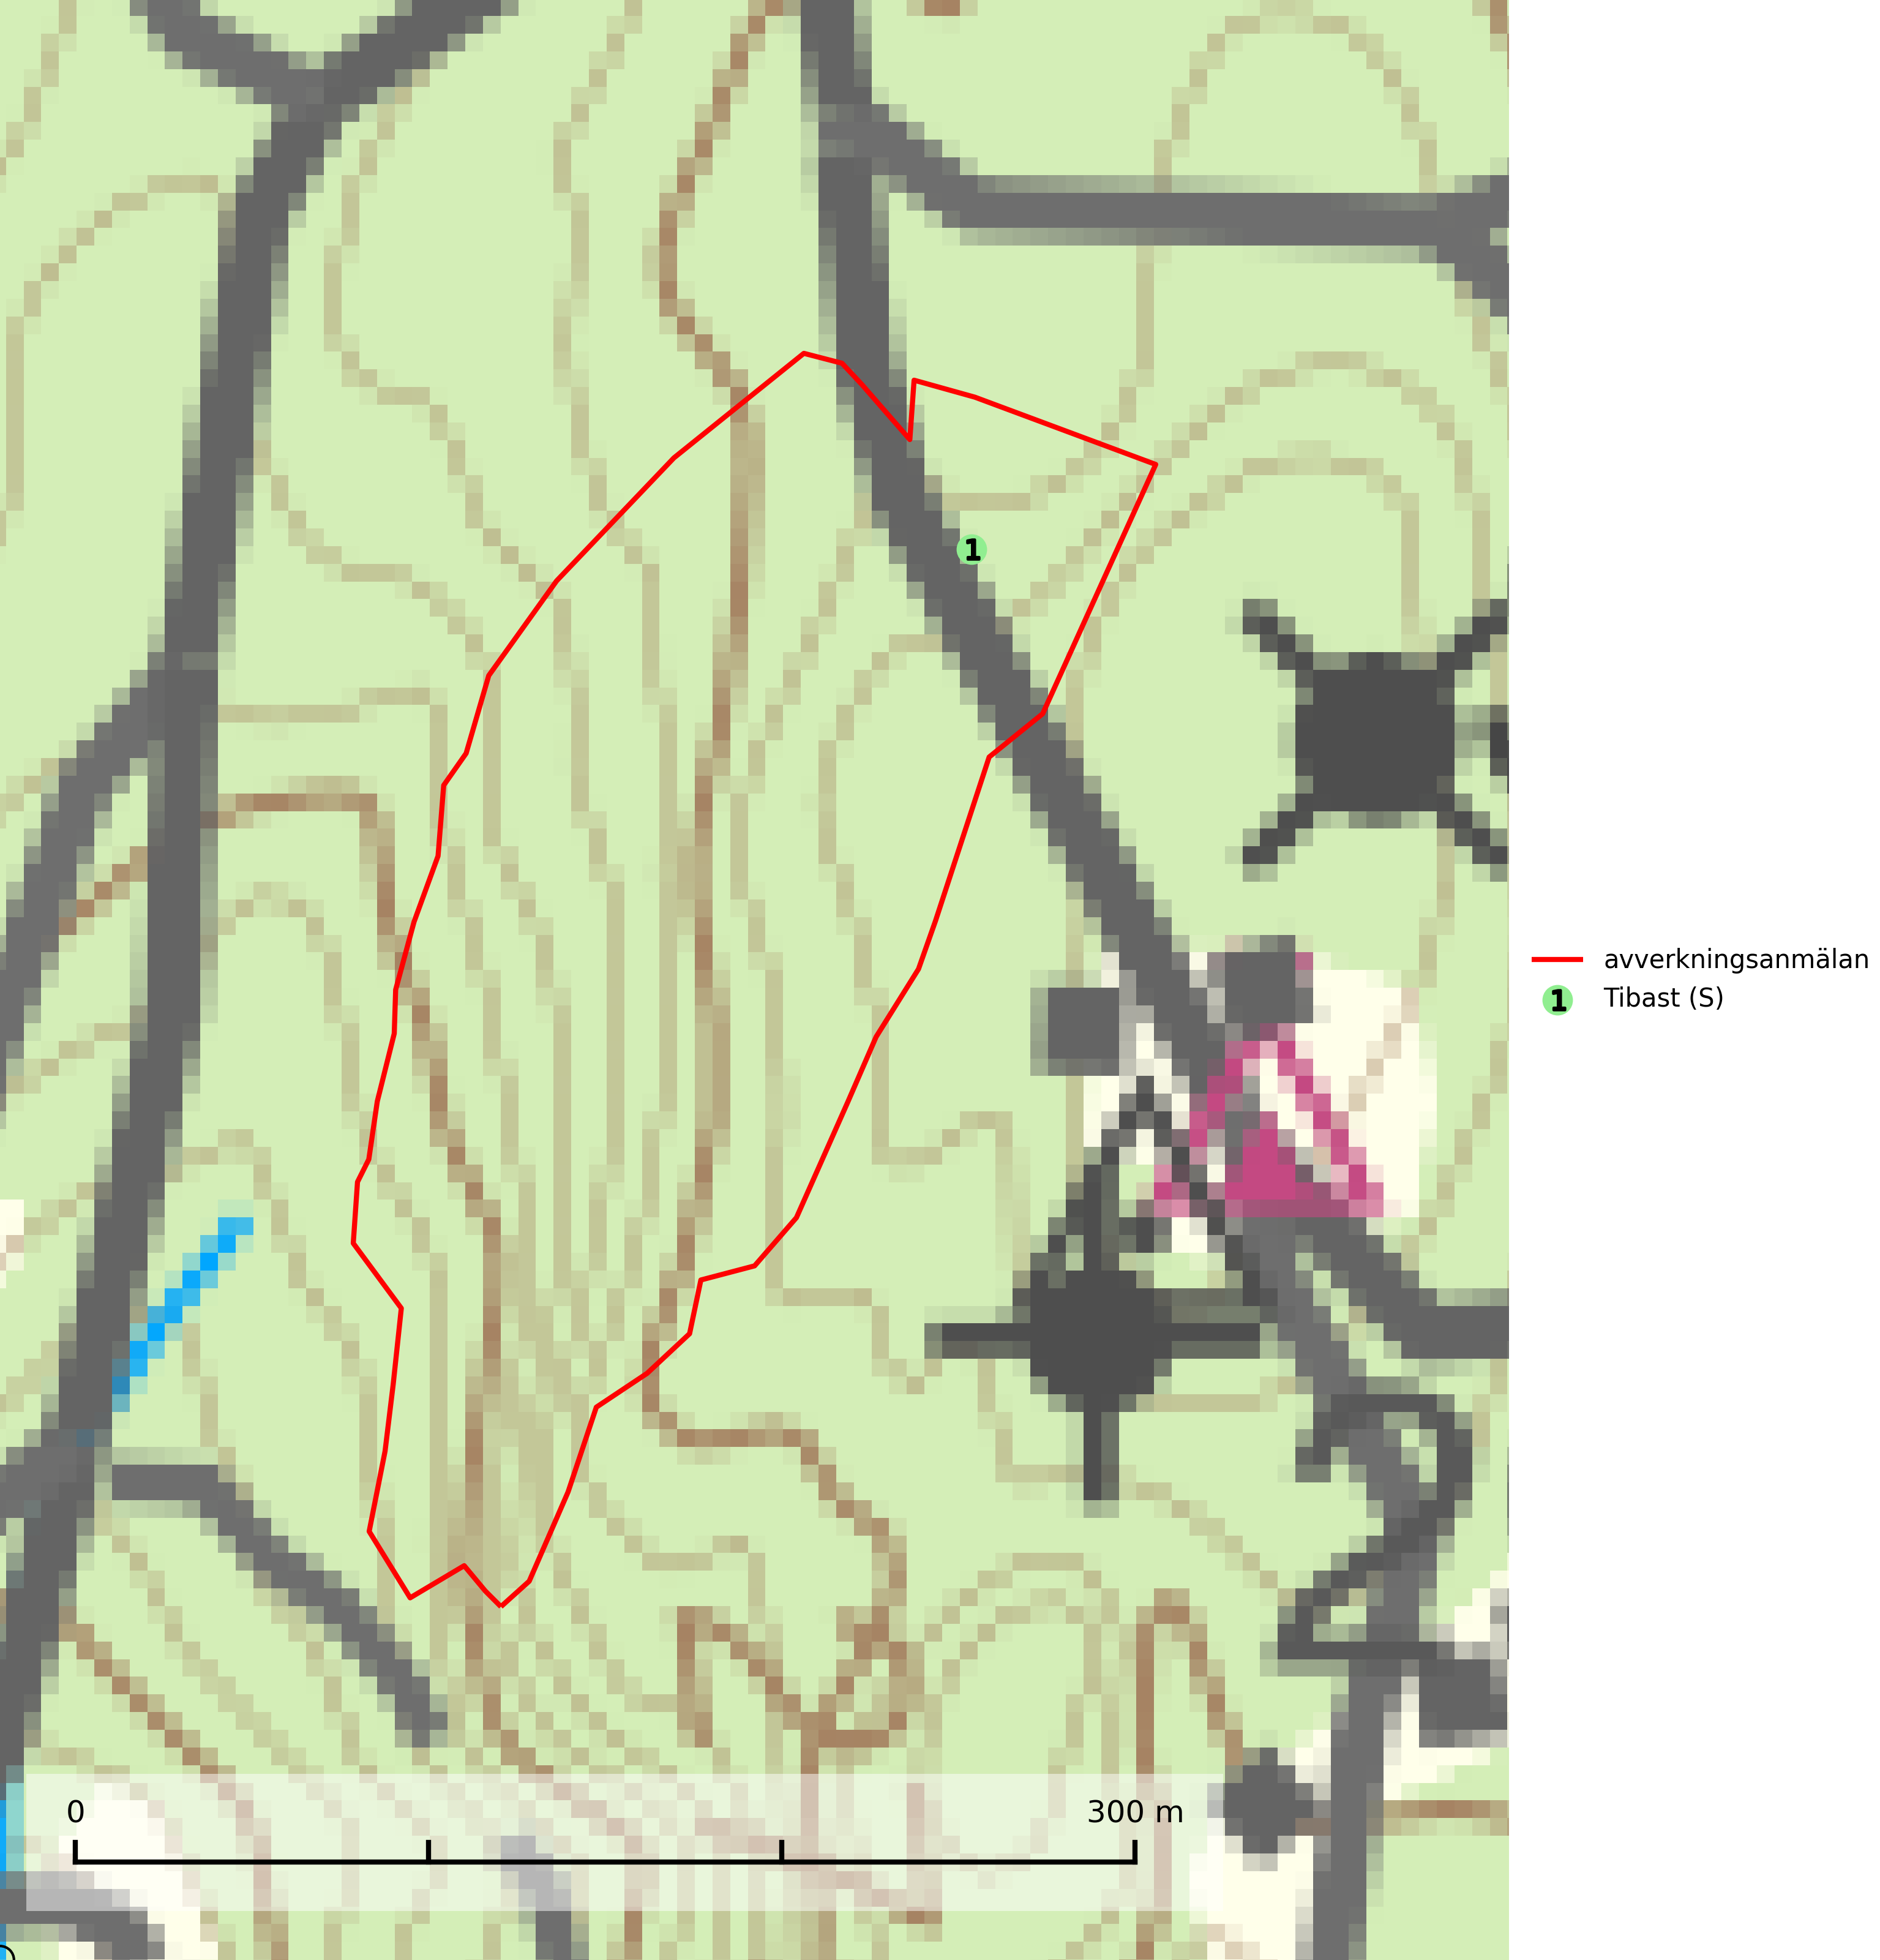 1
avverkningsanmälan
1 Tibast (S)
0 300 m